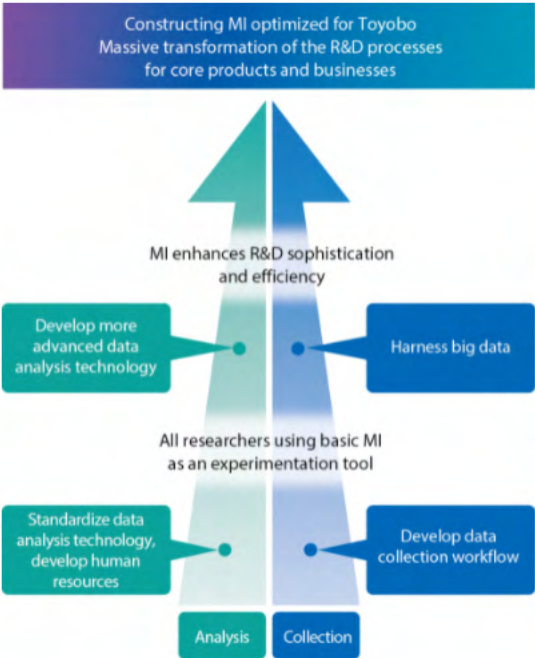 Constructing MI optimized for Toyobo
Massive transformation of the R&D processes
for core products and businesses
MI enhances R&D sophistication
and efficiency
Develop more
advanced data
analysis technology
Harness big data
All researchers using basic MI
as an experimentation tool
Standardize data
analysis technology,
develop human
resources
Develop data
collection workflow
Analysis
Collection